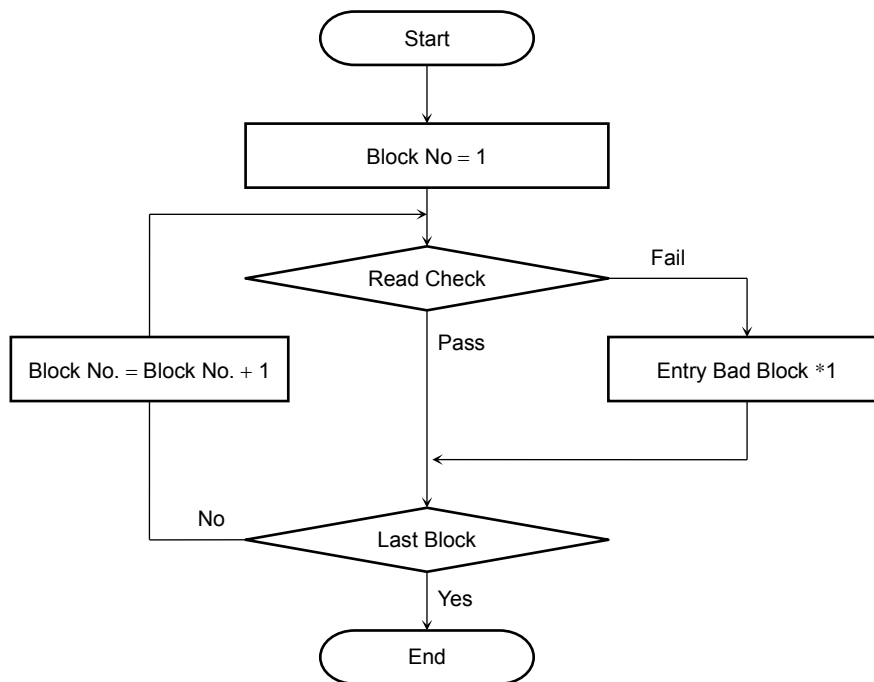 Start
Block No = 1
Read Check
Fail
Pass
Block No. = Block No. + 1
Entry Bad Block *1
No
Last Block
Yes
End